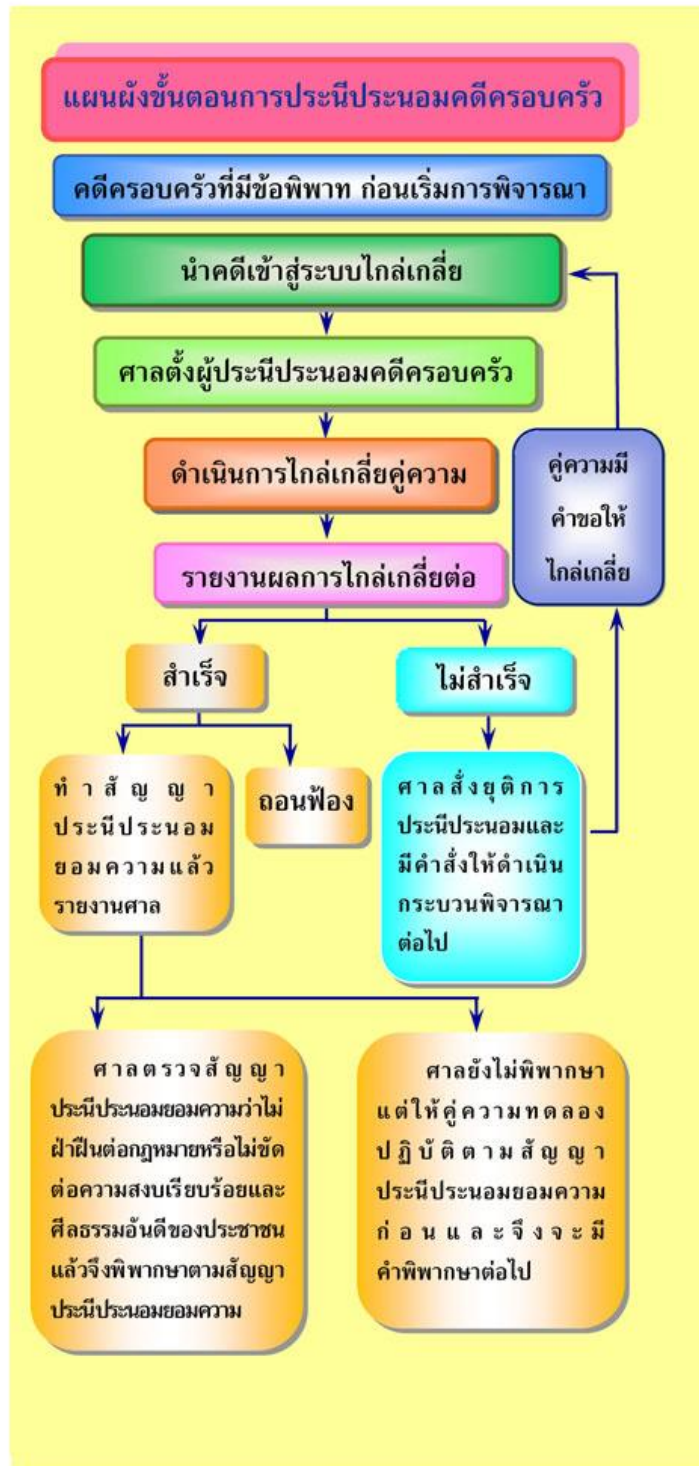 แผนผังขั้นตอนการประนีประนอมคดีครอบครัว
คดีครอบครัวที่มีข้อพิพาท ก่อนเริ่มการพิจารณา
นำคดีเข้าสู่ระบบไกล่เกลี่ย
ศาลตั้งผู้ประนีประนอมคดีครอบครัว
ดำเนินการไกล่เกลี่ยคู่ความ
คู่ความมี
คำขอให้
ไกล่เกลี่ย
รายงานผลการไกล่เกลี่ยต่อ
สำเร็จ
ไม่สำเร็จ
ทำสัญญา
ประนีประนอม
ยอมความแล้ว
รายงานศาล
ถอนฟ้อง
ศาลสั่งยุติการ
ประนีประนอมและ
มีคำสั่งให้ดำเนิน
กระบวนพิจารณา
ต่อไป
ศาลตรวจสัญญา
ประนีประนอมยอมความว่าไม่
ฝ่าฝืนต่อกฎหมายหรือไม่ขัด
ต่อความสงบเรียบร้อยและ
ศีลธรรมอันดีของประชาชน
แล้วจึงพิพากษาตามสัญญา
ประนีประนอมยอมความ
ศาลยังไม่พิพากษา
แต่ให้คู่ความทดลอง
ปฏิบัติตามสัญญา
ประนีประนอมยอมความ
ก่อนและจึงจะมี
คำพิพากษาต่อไป